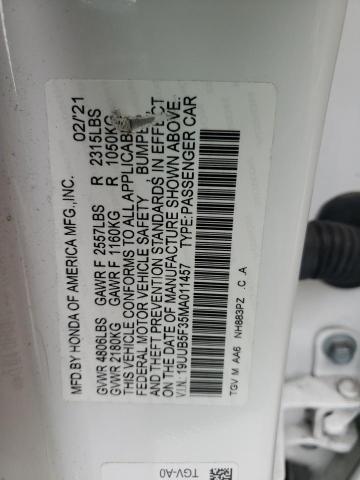 MFD.BY HONDA OF AMERICA MFG.,INC. 02/'21
GVWR 4806LBS GAWR F 2557LBS R 2315LBS
GVWR 2180KG GAWR F 1160KG R 1050KG
THIS VEHICLE CONFORMS TO ALL APPLICABLE
FEDERAL MOTOR VEHICLE SAFETY, BUMPER,
AND THEFT PREVENTION STANDARDS IN EFFECT
ON THE DATE OF MANUFACTURE SHOWN ABOVE.
V.I.N.:19UUB5F35MA011457 TYPE:PASSENGER CAR
TGV M AA6 NH883PZ .C .A
TGV-A0